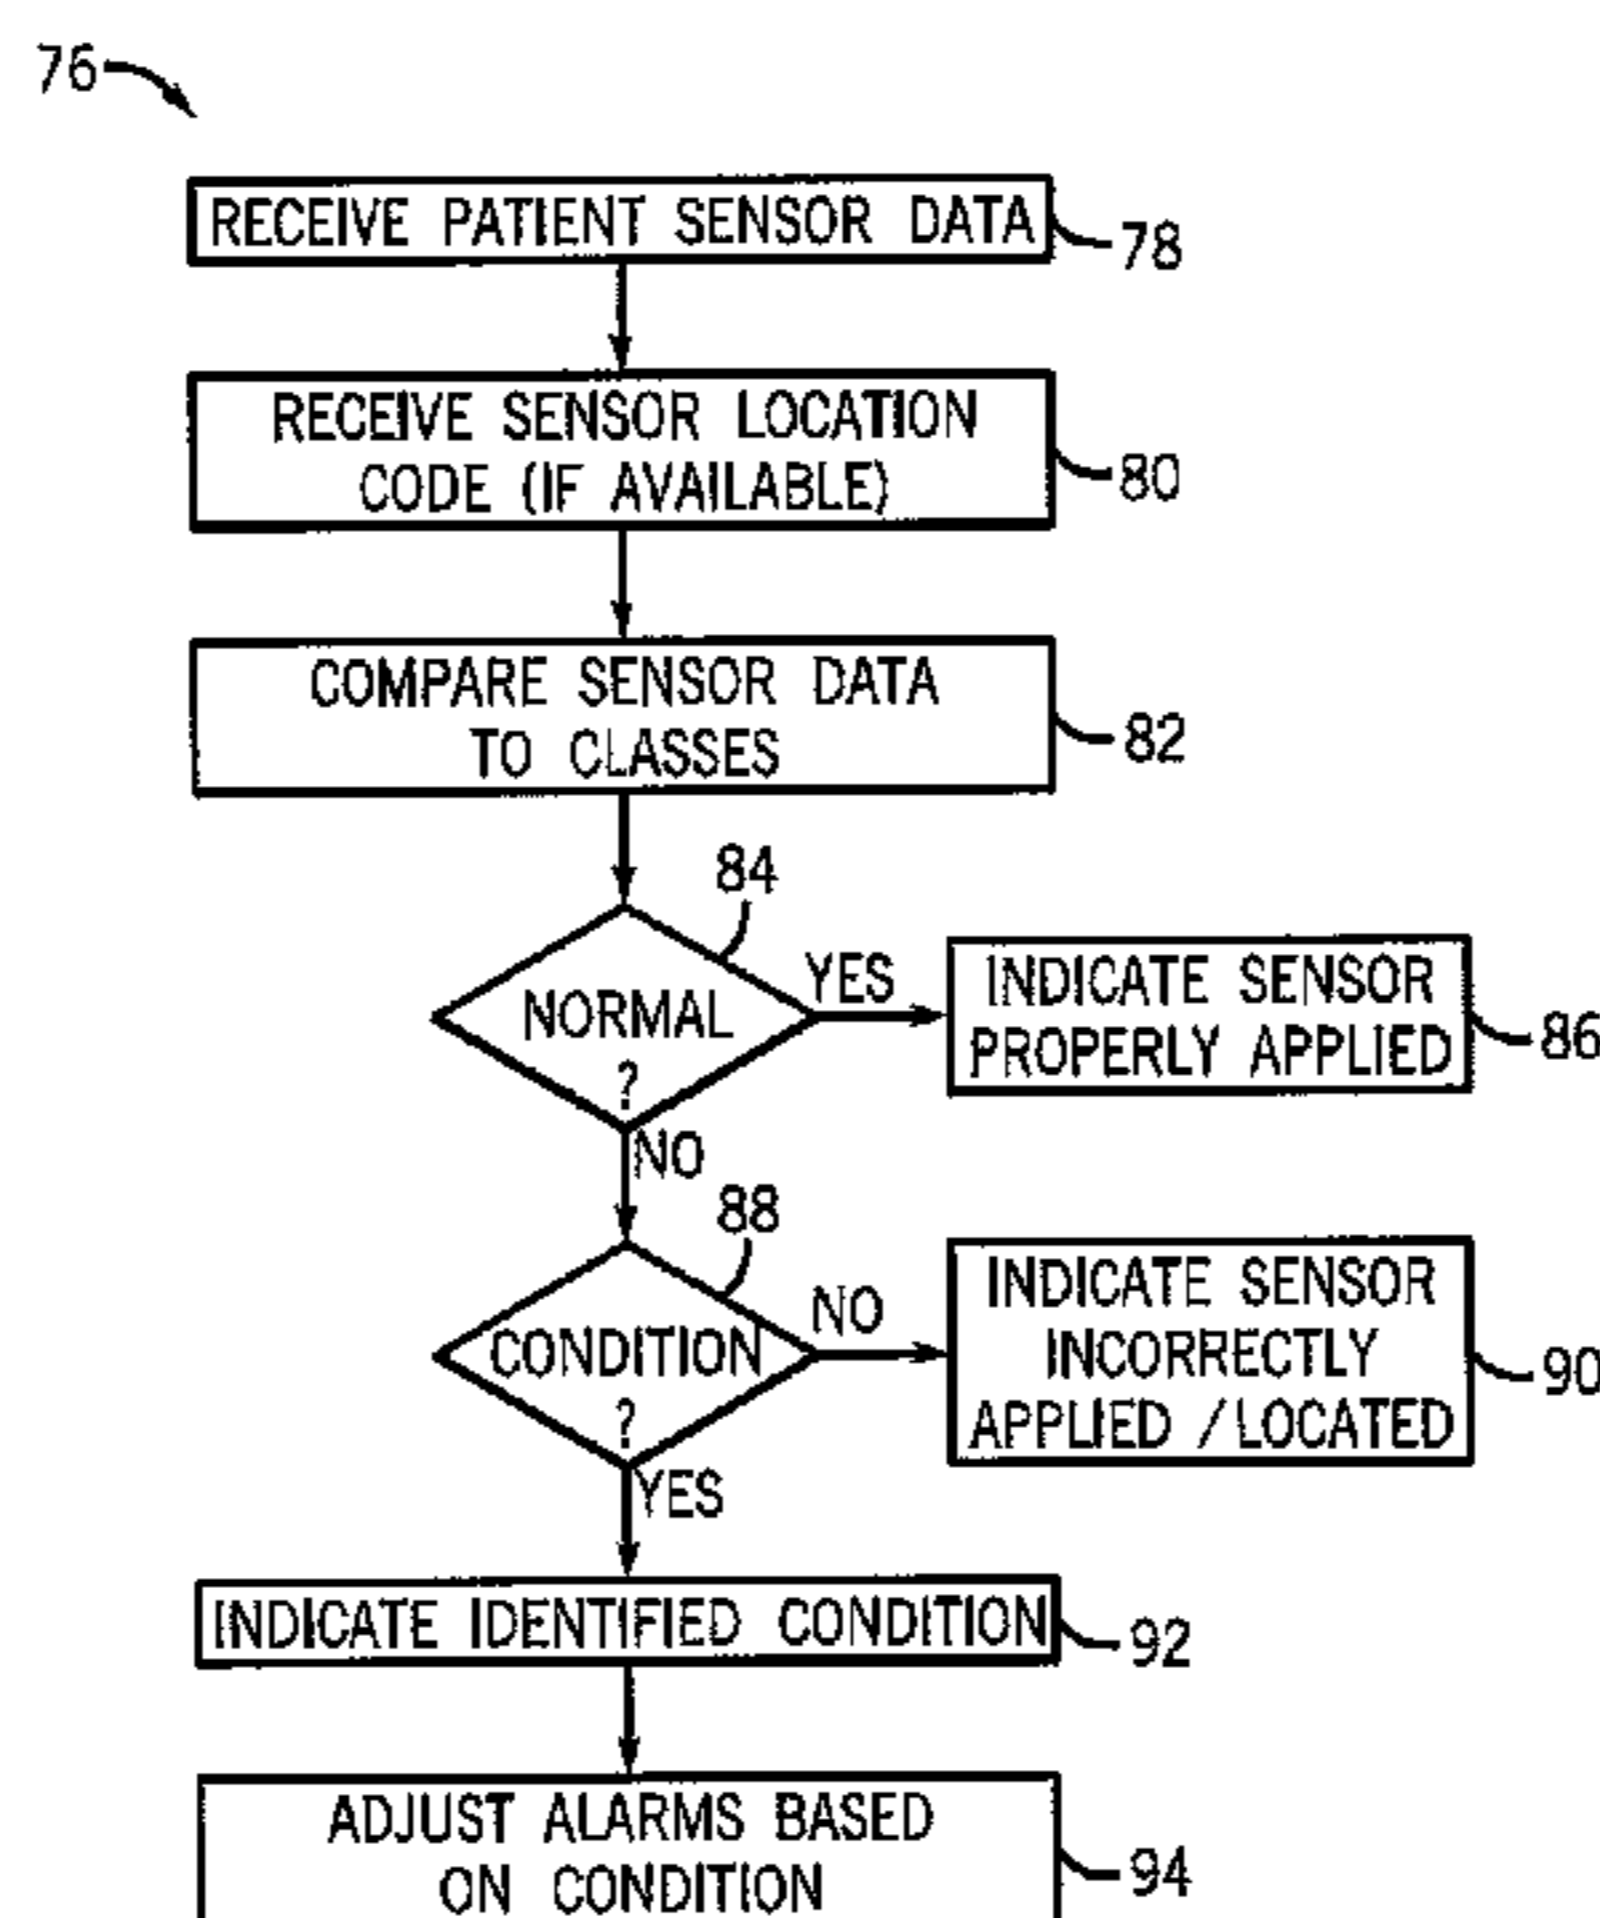 76
RECEIVE PATIENT SENSOR DATA
78
RECEIVE SENSOR LOCATION
CODE (IF AVAILABLE)
80
COMPARE SENSOR DATA
TO CLASSES
82
84
NORMAL
?
YES
INDICATE SENSOR
PROPERLY APPLIED
86
NO
88
CONDITION
?
NO
INDICATE SENSOR
INCORRECTLY
APPLIED / LOCATED
90
YES
INDICATE IDENTIFIED CONDITION
92
ADJUST ALARMS BASED
ON CONDITION
94